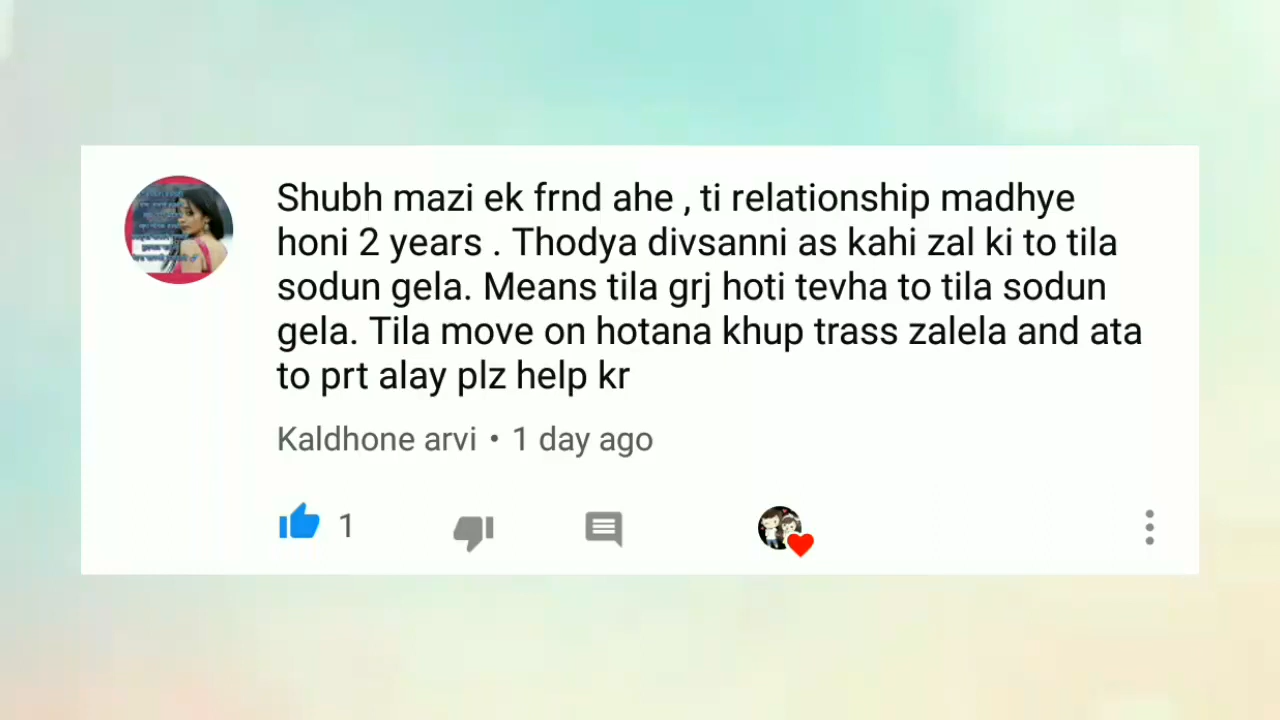 Shubh mazi ek frnd ahe , ti relationship madhye
honi 2 years . Thodya divsanni as kahi zal ki to tila
sodun gela. Means tila grj hoti tevha to tila sodun
gela. Tila move on hotana khup trass zalela and ata
to prt alay plz help kr
Kaldhone arvi • 1 day ago
1